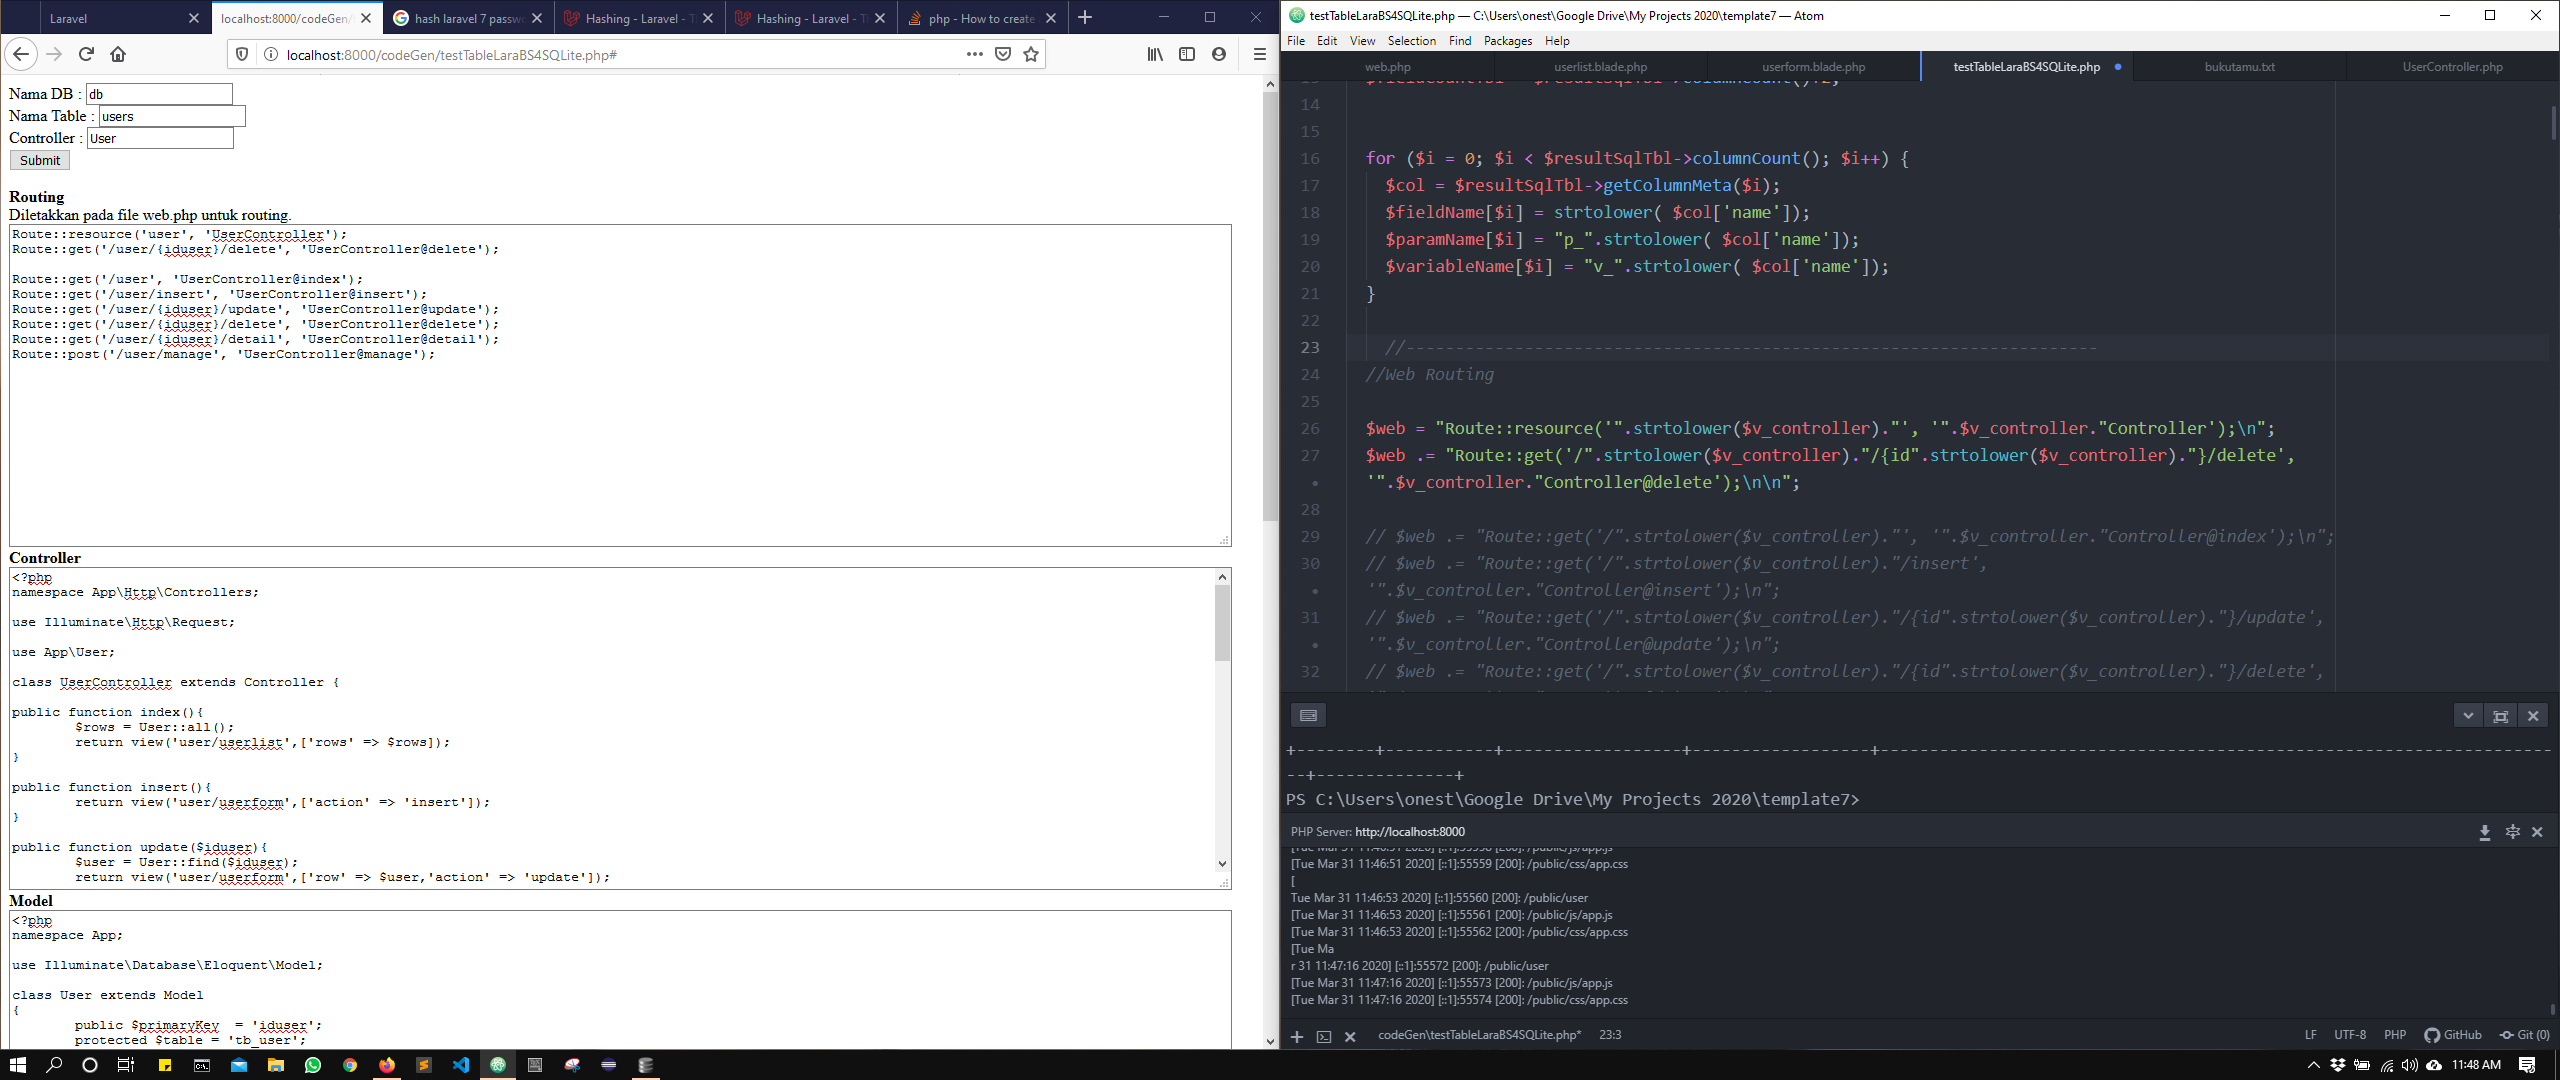 Laravel
localhost:8000/codeGen/
hash laravel 7 passw
Hashing - Laravel - T
Hashing - Laravel - T
php - How to create
localhost:8000/codeGen/testTableLaraBS4SQLite.php#
Nama DB : db
Nama Table : users
Controller : User
Submit
Routing
Diletakkan pada file web.php untuk routing.
Route::resource('user', 'UserController');
Route::get('/user/{iduser}/delete', 'UserController@delete');
Route::get('/user', 'UserController@index');
Route::get('/user/insert', 'UserController@insert');
Route::get('/user/{iduser}/update', 'UserController@update');
Route::get('/user/{iduser}/delete', 'UserController@delete');
Route::get('/user/{iduser}/detail', 'UserController@detail');
Route::post('/user/manage', 'UserController@manage');
Controller
<?php
namespace App\Http\Controllers;
use Illuminate\Http\Request;
use App\User;
class UserController extends Controller {
public function index(){
$rows = User::all();
return view('user/userlist',['rows' => $rows]);
}
public function insert(){
return view('user/userform',['action' => 'insert']);
}
public function update($iduser){
$user = User::find($iduser);
return view('user/userform',['row' => $user,'action' => 'update']);
Model
<?php
namespace App;
use Illuminate\Database\Eloquent\Model;
class User extends Model
{
public $primaryKey  = 'iduser';
protected $table = 'tb_user';
testTableLaraBS4SQLite.php — C:\Users\onest\Google Drive\My Projects 2020\template7 — Atom
File Edit View Selection Find Packages Help
web.php
userlist.blade.php
userform.blade.php
testTableLaraBS4SQLite.php
bukutamu.txt
UserController.php
14
15
16 for ($i = 0; $i < $resultSqlTbl->columnCount(); $i++) {
17 $col = $resultSqlTbl->getColumnMeta($i);
18 $fieldName[$i] = strtolower( $col['name']);
19 $paramName[$i] = "p_".strtolower( $col['name']);
20 $variableName[$i] = "v_".strtolower( $col['name']);
21 }
22
23 //----------------------------------------------------------------------
24 //Web Routing
25
26 $web = "Route::resource('".strtolower($v_controller)."', '".$v_controller."Controller');\n";
27 $web .= "Route::get('/".strtolower($v_controller)."/{id".strtolower($v_controller)."}/delete',
• '".$v_controller."Controller@delete');\n\n";
28
29 // $web .= "Route::get('/".strtolower($v_controller)."', '".$v_controller."Controller@index');\n";
30 // $web .= "Route::get('/".strtolower($v_controller)."/insert',
• '".$v_controller."Controller@insert');\n";
31 // $web .= "Route::get('/".strtolower($v_controller)."/{id".strtolower($v_controller)."}/update',
• '".$v_controller."Controller@update');\n";
32 // $web .= "Route::get('/".strtolower($v_controller)."/{id".strtolower($v_controller)."}/delete',
+--------+-----------+------------------+------------------+--------------------------------------------------------------------
--+--------------+
PS C:\Users\onest\Google Drive\My Projects 2020\template7>
PHP Server: http://localhost:8000
[Tue Mar 31 11:46:51 2020] [::1]:55559 [200]: /public/css/app.css
[
Tue Mar 31 11:46:53 2020] [::1]:55560 [200]: /public/user
[Tue Mar 31 11:46:53 2020] [::1]:55561 [200]: /public/js/app.js
[Tue Mar 31 11:46:53 2020] [::1]:55562 [200]: /public/css/app.css
[Tue Ma
r 31 11:47:16 2020] [::1]:55572 [200]: /public/user
[Tue Mar 31 11:47:16 2020] [::1]:55573 [200]: /public/js/app.js
[Tue Mar 31 11:47:16 2020] [::1]:55574 [200]: /public/css/app.css
codeGen\testTableLaraBS4SQLite.php* 23:3
LF UTF-8 PHP GitHub Git (0)
11:48 AM